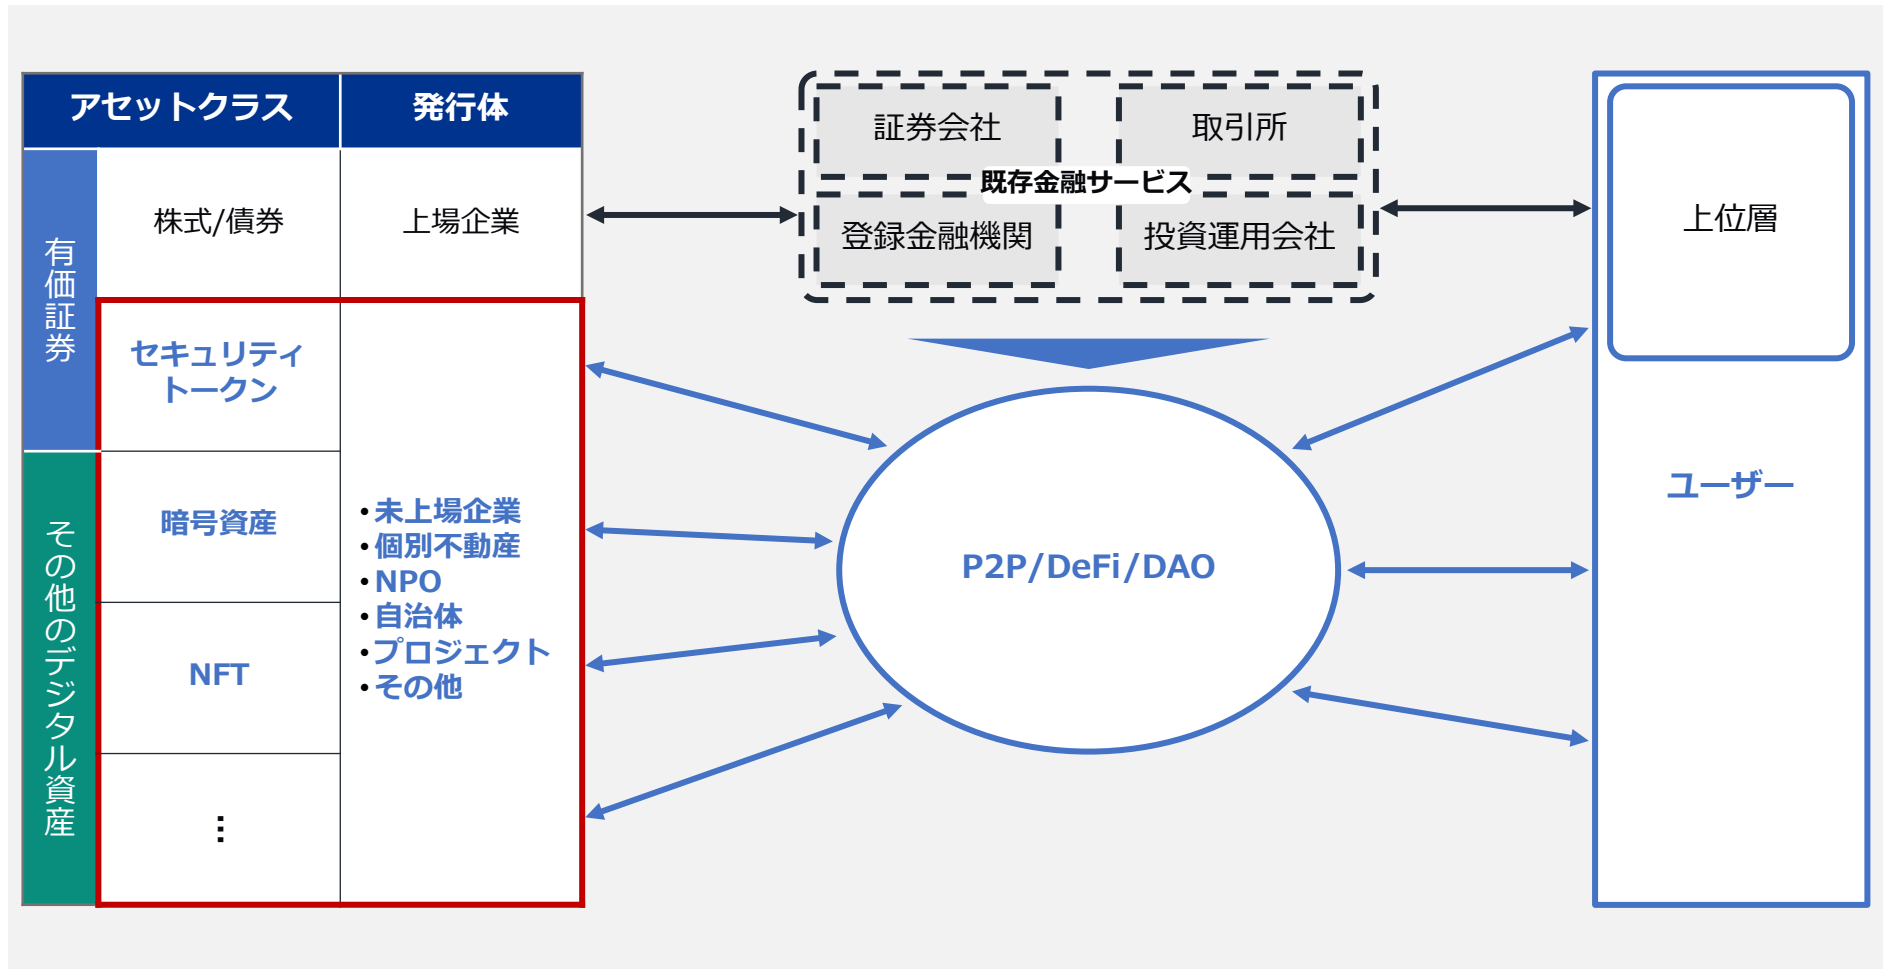 アセットクラス
発行体
有価証券
株式/債券
上場企業
セキュリティ
トークン
その他のデジタル資産
暗号資産
NFT
…
・未上場企業
・個別不動産
・NPO
・自治体
・プロジェクト
・その他
証券会社
取引所
既存金融サービス
登録金融機関
投資運用会社
P2P/DeFi/DAO
上位層
ユーザー